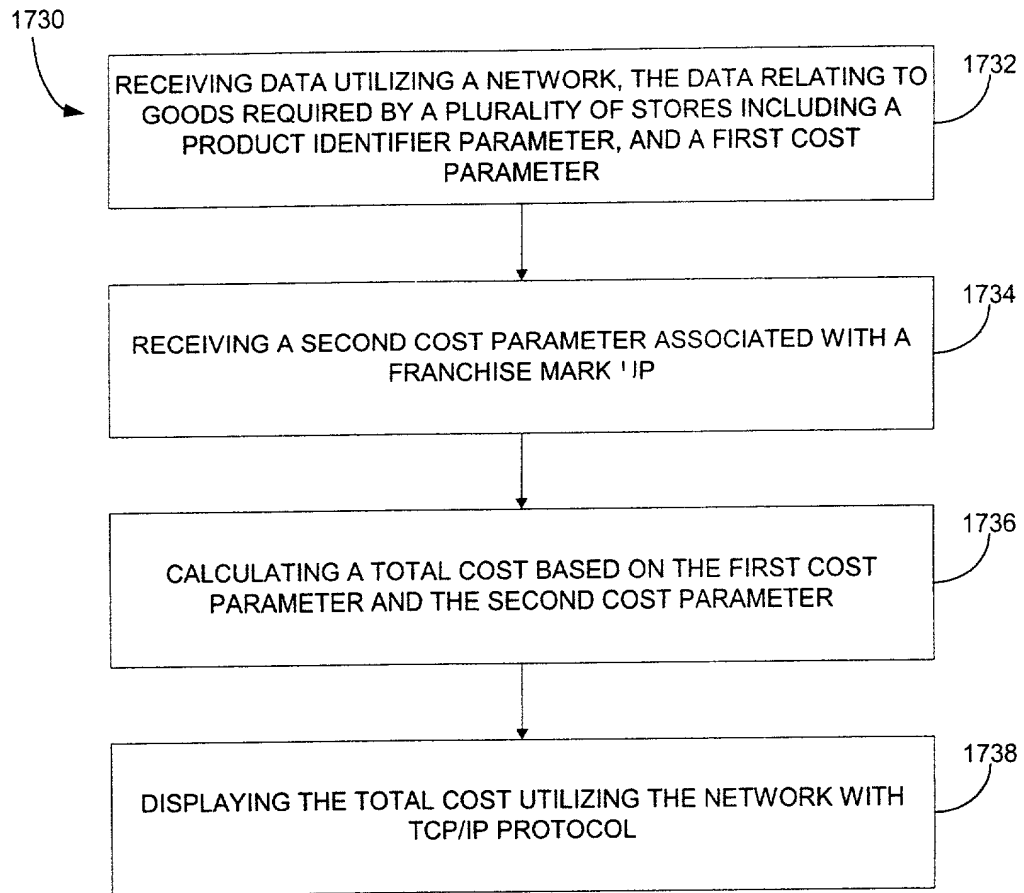 1730
RECEIVING DATA UTILIZING A NETWORK, THE DATA RELATING TO
GOODS REQUIRED BY A PLURALITY OF STORES INCLUDING A
PRODUCT IDENTIFIER PARAMETER, AND A FIRST COST
PARAMETER
1732
RECEIVING A SECOND COST PARAMETER ASSOCIATED WITH A
FRANCHISE MARK UP
1734
CALCULATING A TOTAL COST BASED ON THE FIRST COST
PARAMETER AND THE SECOND COST PARAMETER
1736
DISPLAYING THE TOTAL COST UTILIZING THE NETWORK WITH
TCP/IP PROTOCOL
1738